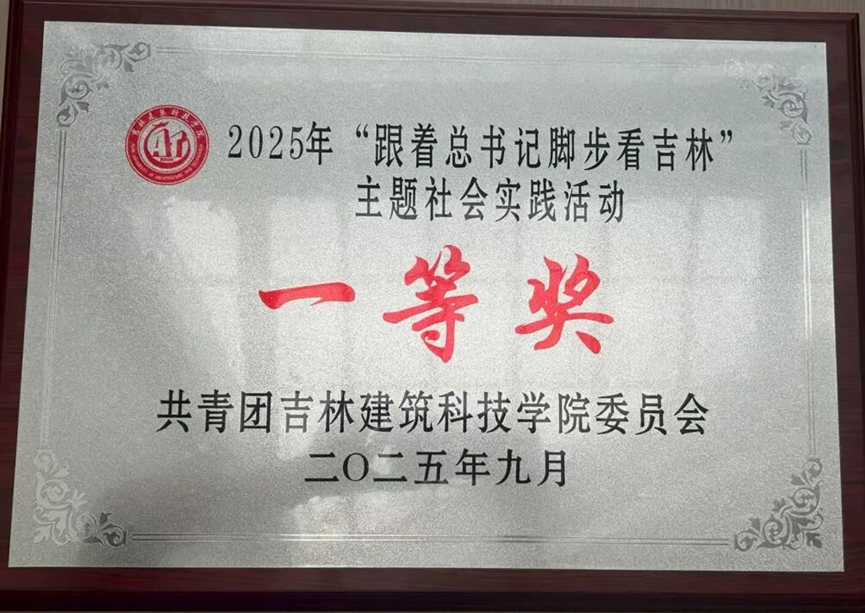 2025年“跟着总书记脚步看吉林”
主题社会实践活动
一等奖
共青团吉林建筑科技学院委员会
二〇二五年九月